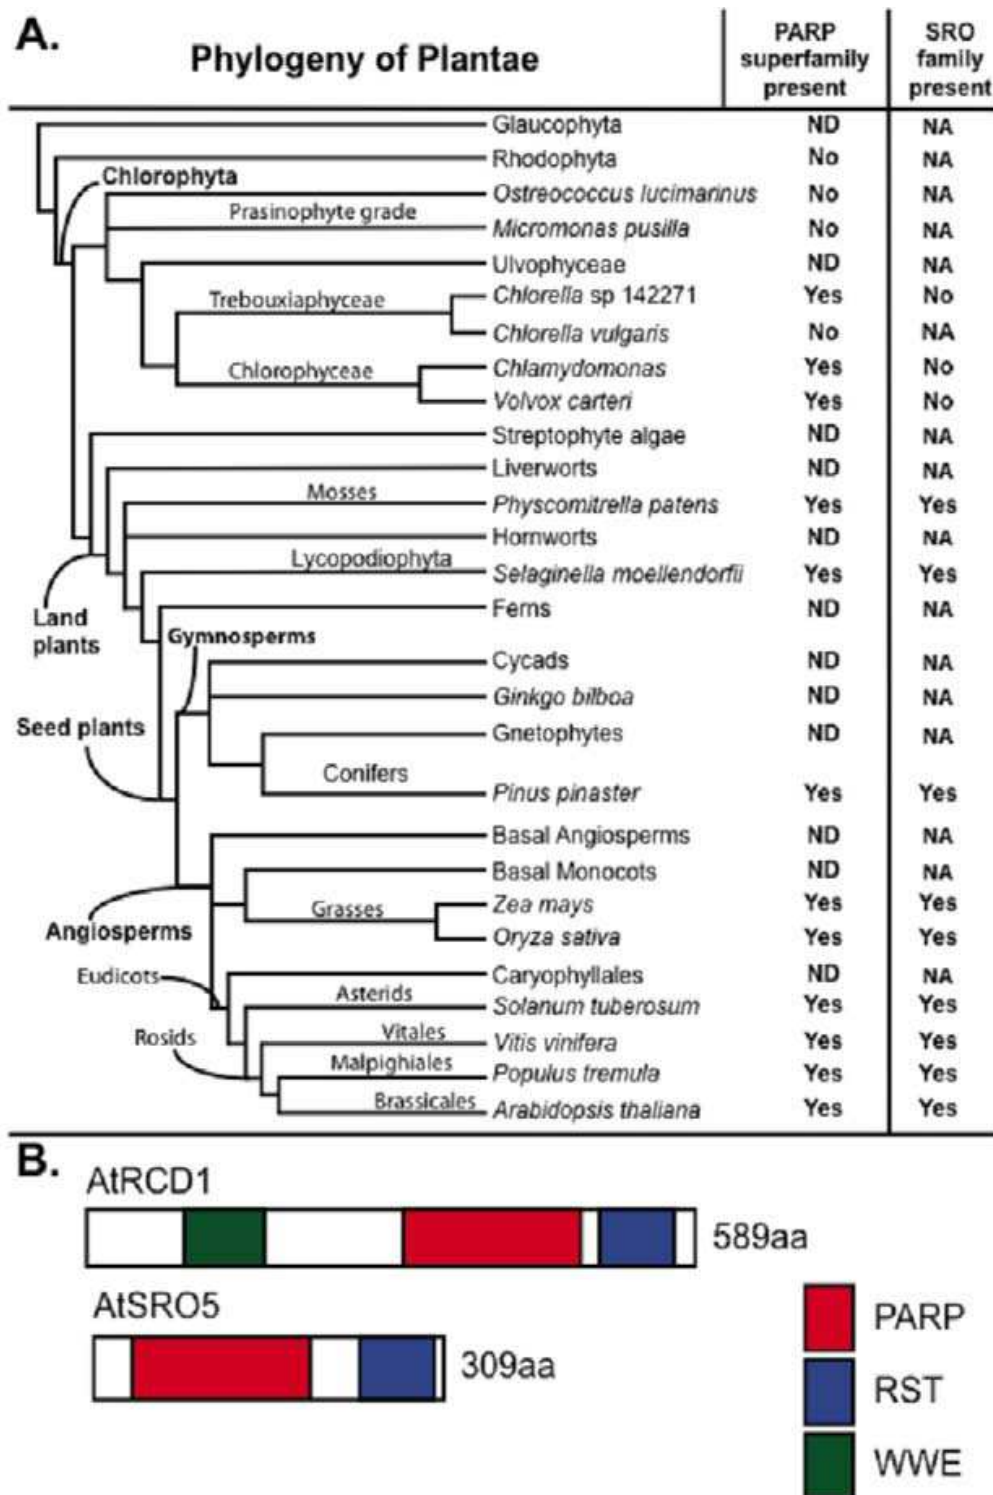 A.
Phylogeny of Plantae
PARP
superfamily
present
SRO
family
present
Glaucophyta ND NA
Rhodophyta No NA
Chlorophyta
Ostreococcus lucimarinus No NA
Prasinophyte grade
Micromonas pusilla No NA
Ulvophyceae ND NA
Trebouxiaphyceae
Chlorella sp 142271 Yes No
Chlorella vulgaris No NA
Chlorophyceae
Chlamydomonas Yes No
Volvox carteri Yes No
Streptophyte algae ND NA
Liverworts ND NA
Mosses
Physcomitrella patens Yes Yes
Hornworts ND NA
Lycopodiophyta
Selaginella moellendorfii Yes Yes
Ferns ND NA
Land
plants
Gymnosperms
Cycads ND NA
Ginkgo bilboa ND NA
Seed plants
Gnetophytes ND NA
Conifers
Pinus pinaster Yes Yes
Basal Angiosperms ND NA
Basal Monocots ND NA
Grasses
Zea mays Yes Yes
Angiosperms
Oryza sativa Yes Yes
Eudicots
Caryophyllales ND NA
Asterids
Solanum tuberosum Yes Yes
Rosids
Vitales
Vitis vinifera Yes Yes
Malpighiales
Populus tremula Yes Yes
Brassicales
Arabidopsis thaliana Yes Yes
B.
AtRCD1
589aa
AtSRO5
309aa
PARP
RST
WWE